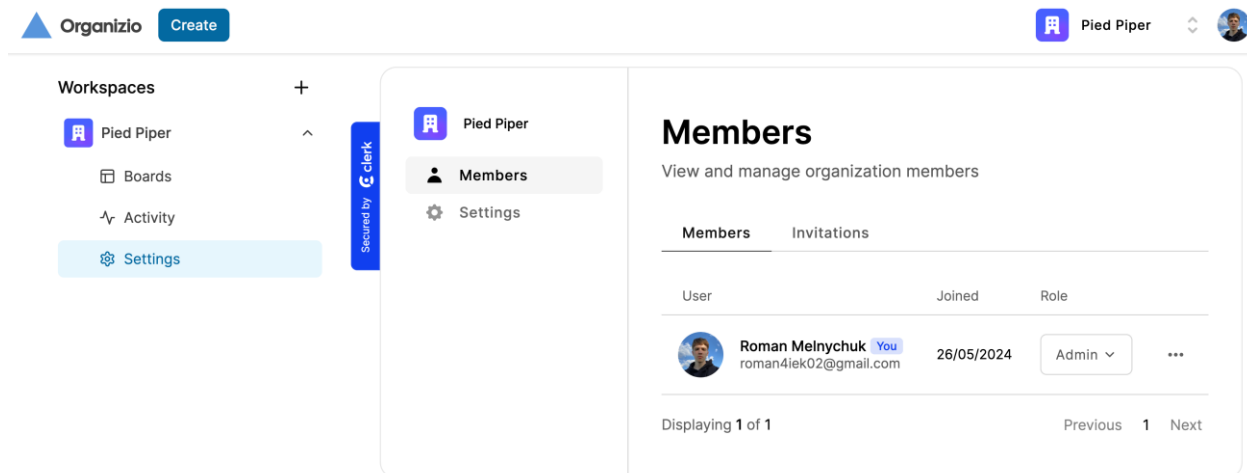 Organizio Create Pied Piper
Workspaces
Pied Piper
Boards
Activity
Settings
Secured by clerk
Pied Piper
Members
Settings
Members
View and manage organization members
Members Invitations
User Joined Role
Roman Melnychuk You
roman4iek02@gmail.com
26/05/2024 Admin
Displaying 1 of 1 Previous 1 Next